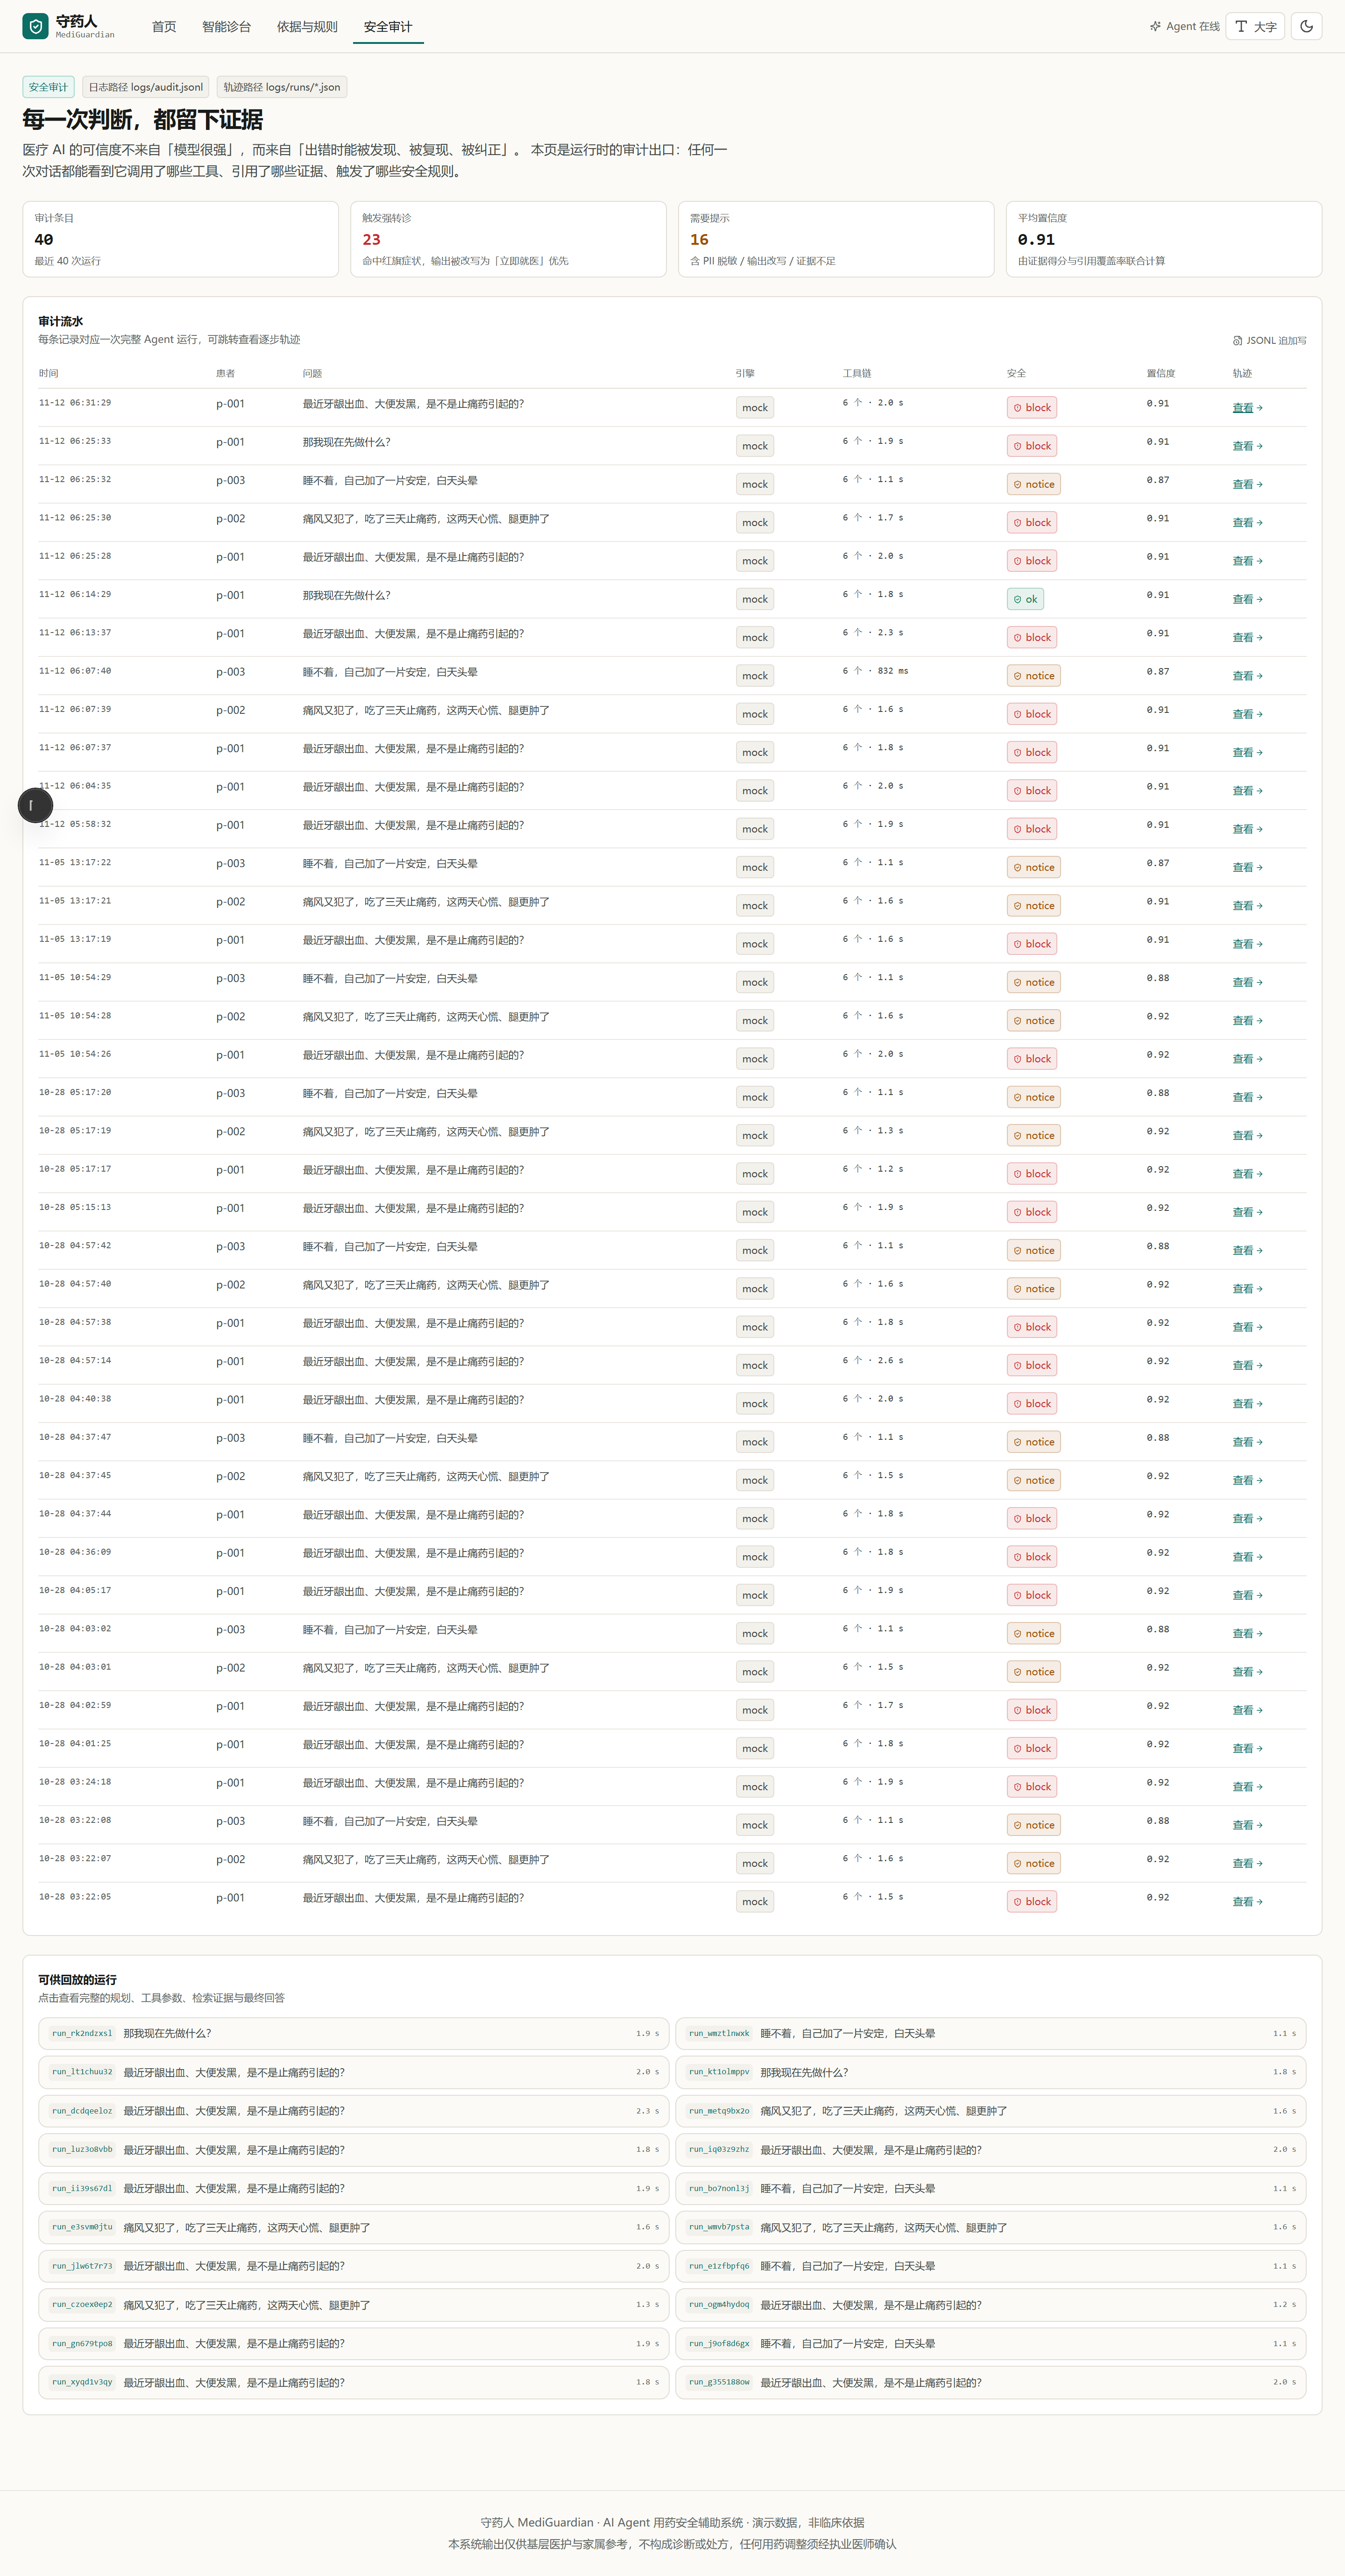 守药人
MediGuardian
首页 智能诊台 依据与规则 安全审计
Agent 在线 大字
安全审计 日志路径 logs/audit.jsonl 轨迹路径 logs/runs/*.json
每一次判断，都留下证据
医疗 AI 的可信度不来自「模型很强」，而来自「出错时能被发现、被复现、被纠正」。 本页是运行时的审计出口：任何一
次对话都能看到它调用了哪些工具、引用了哪些证据、触发了哪些安全规则。
审计条目
40
最近 40 次运行
触发强转诊
23
命中红旗症状，输出被改写为「立即就医」优先
需要提示
16
含 PII 脱敏 / 输出改写 / 证据不足
平均置信度
0.91
由证据得分与引用覆盖率联合计算
审计流水
每条记录对应一次完整 Agent 运行，可跳转查看逐步轨迹
JSONL 追加写
时间 患者 问题 引擎 工具链 安全 置信度 轨迹
11-12 06:31:29 p-001 最近牙龈出血、大便发黑，是不是止痛药引起的？ mock 6 个 · 2.0 s block 0.91 查看
11-12 06:25:33 p-001 那我现在先做什么？ mock 6 个 · 1.9 s block 0.91 查看
11-12 06:25:32 p-003 睡不着，自己加了一片安定，白天头晕 mock 6 个 · 1.1 s notice 0.87 查看
11-12 06:25:30 p-002 痛风又犯了，吃了三天止痛药，这两天心慌、腿更肿了 mock 6 个 · 1.7 s block 0.91 查看
11-12 06:25:28 p-001 最近牙龈出血、大便发黑，是不是止痛药引起的？ mock 6 个 · 2.0 s block 0.91 查看
11-12 06:14:29 p-001 那我现在先做什么？ mock 6 个 · 1.8 s ok 0.91 查看
11-12 06:13:37 p-001 最近牙龈出血、大便发黑，是不是止痛药引起的？ mock 6 个 · 2.3 s block 0.91 查看
11-12 06:07:40 p-003 睡不着，自己加了一片安定，白天头晕 mock 6 个 · 832 ms notice 0.87 查看
11-12 06:07:39 p-002 痛风又犯了，吃了三天止痛药，这两天心慌、腿更肿了 mock 6 个 · 1.6 s block 0.91 查看
11-12 06:07:37 p-001 最近牙龈出血、大便发黑，是不是止痛药引起的？ mock 6 个 · 1.8 s block 0.91 查看
11-12 06:04:35 p-001 最近牙龈出血、大便发黑，是不是止痛药引起的？ mock 6 个 · 2.0 s block 0.91 查看
11-12 05:58:32 p-001 最近牙龈出血、大便发黑，是不是止痛药引起的？ mock 6 个 · 1.9 s block 0.91 查看
11-05 13:17:22 p-003 睡不着，自己加了一片安定，白天头晕 mock 6 个 · 1.1 s notice 0.87 查看
11-05 13:17:21 p-002 痛风又犯了，吃了三天止痛药，这两天心慌、腿更肿了 mock 6 个 · 1.6 s notice 0.91 查看
11-05 13:17:19 p-001 最近牙龈出血、大便发黑，是不是止痛药引起的？ mock 6 个 · 1.6 s block 0.91 查看
11-05 10:54:29 p-003 睡不着，自己加了一片安定，白天头晕 mock 6 个 · 1.1 s notice 0.88 查看
11-05 10:54:28 p-002 痛风又犯了，吃了三天止痛药，这两天心慌、腿更肿了 mock 6 个 · 1.6 s notice 0.92 查看
11-05 10:54:26 p-001 最近牙龈出血、大便发黑，是不是止痛药引起的？ mock 6 个 · 2.0 s block 0.92 查看
10-28 05:17:20 p-003 睡不着，自己加了一片安定，白天头晕 mock 6 个 · 1.1 s notice 0.88 查看
10-28 05:17:19 p-002 痛风又犯了，吃了三天止痛药，这两天心慌、腿更肿了 mock 6 个 · 1.3 s notice 0.92 查看
10-28 05:17:17 p-001 最近牙龈出血、大便发黑，是不是止痛药引起的？ mock 6 个 · 1.2 s block 0.92 查看
10-28 05:15:13 p-001 最近牙龈出血、大便发黑，是不是止痛药引起的？ mock 6 个 · 1.9 s block 0.92 查看
10-28 04:57:42 p-003 睡不着，自己加了一片安定，白天头晕 mock 6 个 · 1.1 s notice 0.88 查看
10-28 04:57:40 p-002 痛风又犯了，吃了三天止痛药，这两天心慌、腿更肿了 mock 6 个 · 1.6 s notice 0.92 查看
10-28 04:57:38 p-001 最近牙龈出血、大便发黑，是不是止痛药引起的？ mock 6 个 · 1.8 s block 0.92 查看
10-28 04:57:14 p-001 最近牙龈出血、大便发黑，是不是止痛药引起的？ mock 6 个 · 2.6 s block 0.92 查看
10-28 04:40:38 p-001 最近牙龈出血、大便发黑，是不是止痛药引起的？ mock 6 个 · 2.0 s block 0.92 查看
10-28 04:37:47 p-003 睡不着，自己加了一片安定，白天头晕 mock 6 个 · 1.1 s notice 0.88 查看
10-28 04:37:45 p-002 痛风又犯了，吃了三天止痛药，这两天心慌、腿更肿了 mock 6 个 · 1.5 s notice 0.92 查看
10-28 04:37:44 p-001 最近牙龈出血、大便发黑，是不是止痛药引起的？ mock 6 个 · 1.8 s block 0.92 查看
10-28 04:36:09 p-001 最近牙龈出血、大便发黑，是不是止痛药引起的？ mock 6 个 · 1.8 s block 0.92 查看
10-28 04:05:17 p-001 最近牙龈出血、大便发黑，是不是止痛药引起的？ mock 6 个 · 1.9 s block 0.92 查看
10-28 04:03:02 p-003 睡不着，自己加了一片安定，白天头晕 mock 6 个 · 1.1 s notice 0.88 查看
10-28 04:03:01 p-002 痛风又犯了，吃了三天止痛药，这两天心慌、腿更肿了 mock 6 个 · 1.5 s notice 0.92 查看
10-28 04:02:59 p-001 最近牙龈出血、大便发黑，是不是止痛药引起的？ mock 6 个 · 1.7 s block 0.92 查看
10-28 04:01:25 p-001 最近牙龈出血、大便发黑，是不是止痛药引起的？ mock 6 个 · 1.8 s block 0.92 查看
10-28 03:24:18 p-001 最近牙龈出血、大便发黑，是不是止痛药引起的？ mock 6 个 · 1.9 s block 0.92 查看
10-28 03:22:08 p-003 睡不着，自己加了一片安定，白天头晕 mock 6 个 · 1.1 s notice 0.88 查看
10-28 03:22:07 p-002 痛风又犯了，吃了三天止痛药，这两天心慌、腿更肿了 mock 6 个 · 1.6 s notice 0.92 查看
10-28 03:22:05 p-001 最近牙龈出血、大便发黑，是不是止痛药引起的？ mock 6 个 · 1.5 s block 0.92 查看
可供回放的运行
点击查看完整的规划、工具参数、检索证据与最终回答
run_rk2ndzxsl 那我现在先做什么？ 1.9 s
run_wmztlnwxk 睡不着，自己加了一片安定，白天头晕 1.1 s
run_lt1chuu32 最近牙龈出血、大便发黑，是不是止痛药引起的？ 2.0 s
run_kt1olmppv 那我现在先做什么？ 1.8 s
run_dcdqeeloz 最近牙龈出血、大便发黑，是不是止痛药引起的？ 2.3 s
run_metq9bx2o 痛风又犯了，吃了三天止痛药，这两天心慌、腿更肿了 1.6 s
run_luz3o8vbb 最近牙龈出血、大便发黑，是不是止痛药引起的？ 1.8 s
run_iq03z9zhz 最近牙龈出血、大便发黑，是不是止痛药引起的？ 2.0 s
run_ii39s67dl 最近牙龈出血、大便发黑，是不是止痛药引起的？ 1.9 s
run_bo7nonl3j 睡不着，自己加了一片安定，白天头晕 1.1 s
run_e3svm0jtu 痛风又犯了，吃了三天止痛药，这两天心慌、腿更肿了 1.6 s
run_wmvb7psta 痛风又犯了，吃了三天止痛药，这两天心慌、腿更肿了 1.6 s
run_jlw6t7r73 最近牙龈出血、大便发黑，是不是止痛药引起的？ 2.0 s
run_e1zfbpfq6 睡不着，自己加了一片安定，白天头晕 1.1 s
run_czoex0ep2 痛风又犯了，吃了三天止痛药，这两天心慌、腿更肿了 1.3 s
run_ogm4hydoq 最近牙龈出血、大便发黑，是不是止痛药引起的？ 1.2 s
run_gn679tpo8 最近牙龈出血、大便发黑，是不是止痛药引起的？ 1.9 s
run_j9of8d6gx 睡不着，自己加了一片安定，白天头晕 1.1 s
run_xyqd1v3qy 最近牙龈出血、大便发黑，是不是止痛药引起的？ 1.8 s
run_g355188ow 最近牙龈出血、大便发黑，是不是止痛药引起的？ 2.0 s
守药人 MediGuardian · AI Agent 用药安全辅助系统 · 演示数据，非临床依据
本系统输出仅供基层医护与家属参考，不构成诊断或处方，任何用药调整须经执业医师确认